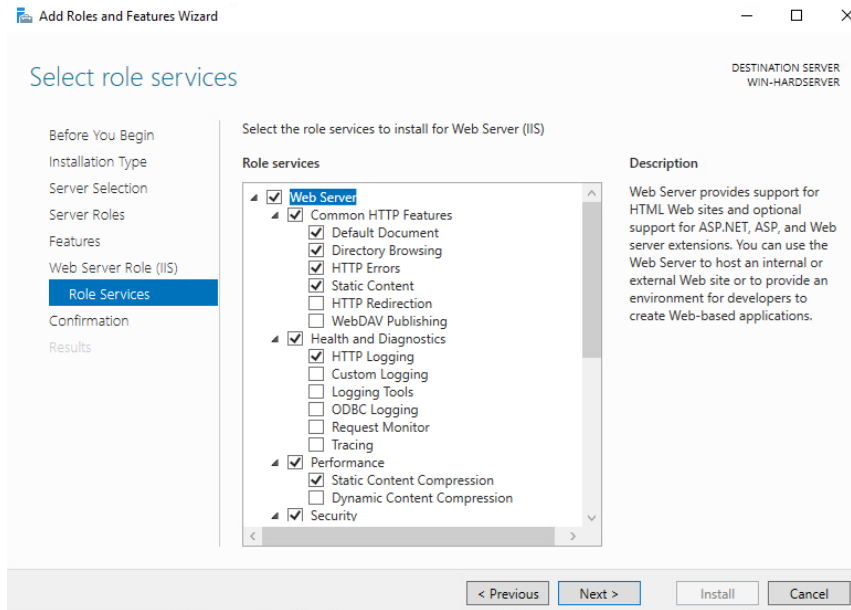 Add Roles and Features Wizard
Select role services
DESTINATION SERVER
WIN-HARDSERVER
Before You Begin
Installation Type
Server Selection
Server Roles
Features
Web Server Role (IIS)
Role Services
Confirmation
Results
Select the role services to install for Web Server (IIS)
Role services
Web Server
Common HTTP Features
Default Document
Directory Browsing
HTTP Errors
Static Content
HTTP Redirection
WebDAV Publishing
Health and Diagnostics
HTTP Logging
Custom Logging
Logging Tools
ODBC Logging
Request Monitor
Tracing
Performance
Static Content Compression
Dynamic Content Compression
Security
Description
Web Server provides support for
HTML Web sites and optional
support for ASP.NET, ASP, and Web
server extensions. You can use the
Web Server to host an internal or
external Web site or to provide an
environment for developers to
create Web-based applications.
< Previous
Next >
Install
Cancel